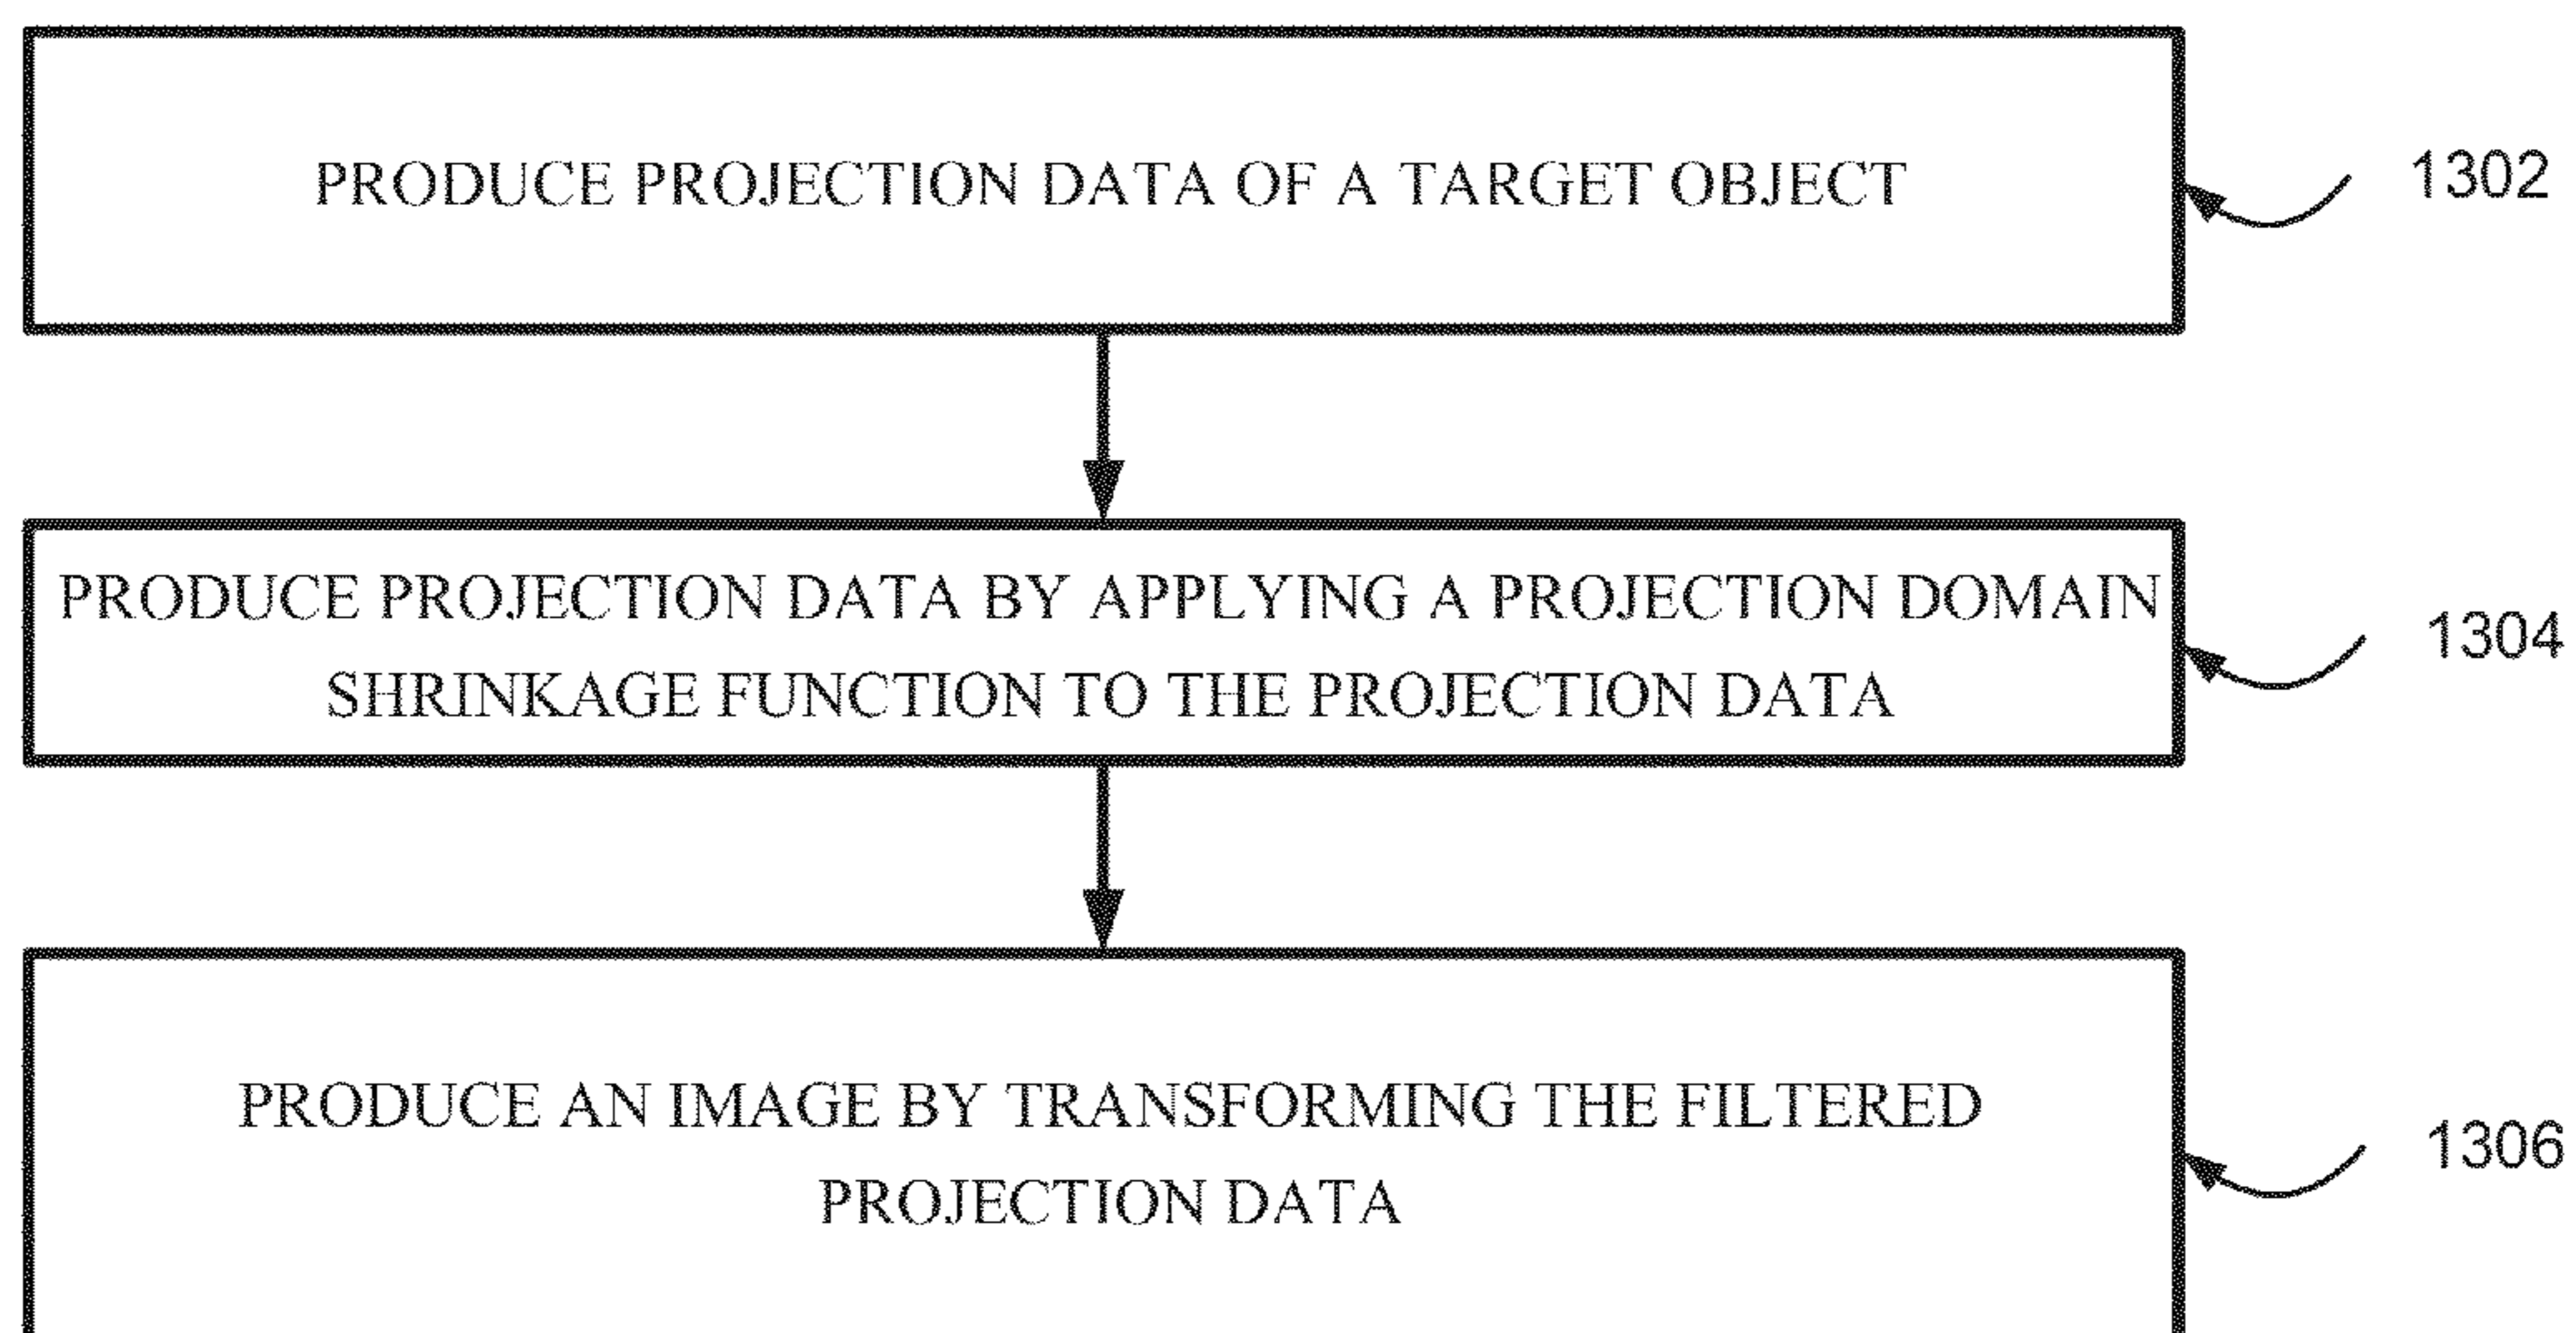 PRODUCE PROJECTION DATA OF A TARGET OBJECT
1302
PRODUCE PROJECTION DATA BY APPLYING A PROJECTION DOMAIN
SHRINKAGE FUNCTION TO THE PROJECTION DATA
1304
PRODUCE AN IMAGE BY TRANSFORMING THE FILTERED
PROJECTION DATA
1306